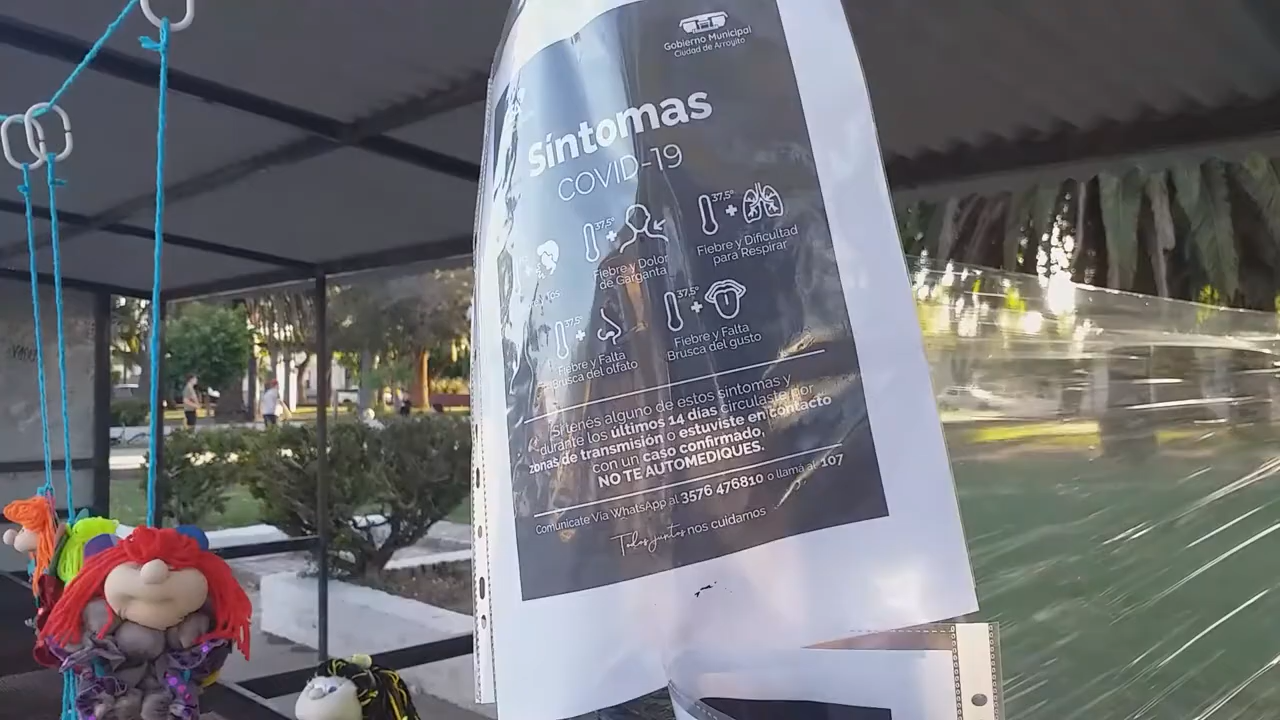 Gobierno Municipal
Ciudad de Arroyito
Síntomas
COVID-19
37,5°
37,5°
Fiebre y Dolor
de Garganta
Fiebre y Dificultad
para Respirar
37,5°
37,5°
Fiebre y Falta
Brusca del olfato
Fiebre y Falta
Brusca del gusto
Si tenés alguno de estos síntomas y
durante los últimos 14 días circulaste por
zonas de transmisión o estuviste en contacto
con un caso confirmado,
NO TE AUTOMEDIQUES.
Comunicate Vía WhatsApp al 3576 476810 o llamá al 107
Todos juntos nos cuidamos